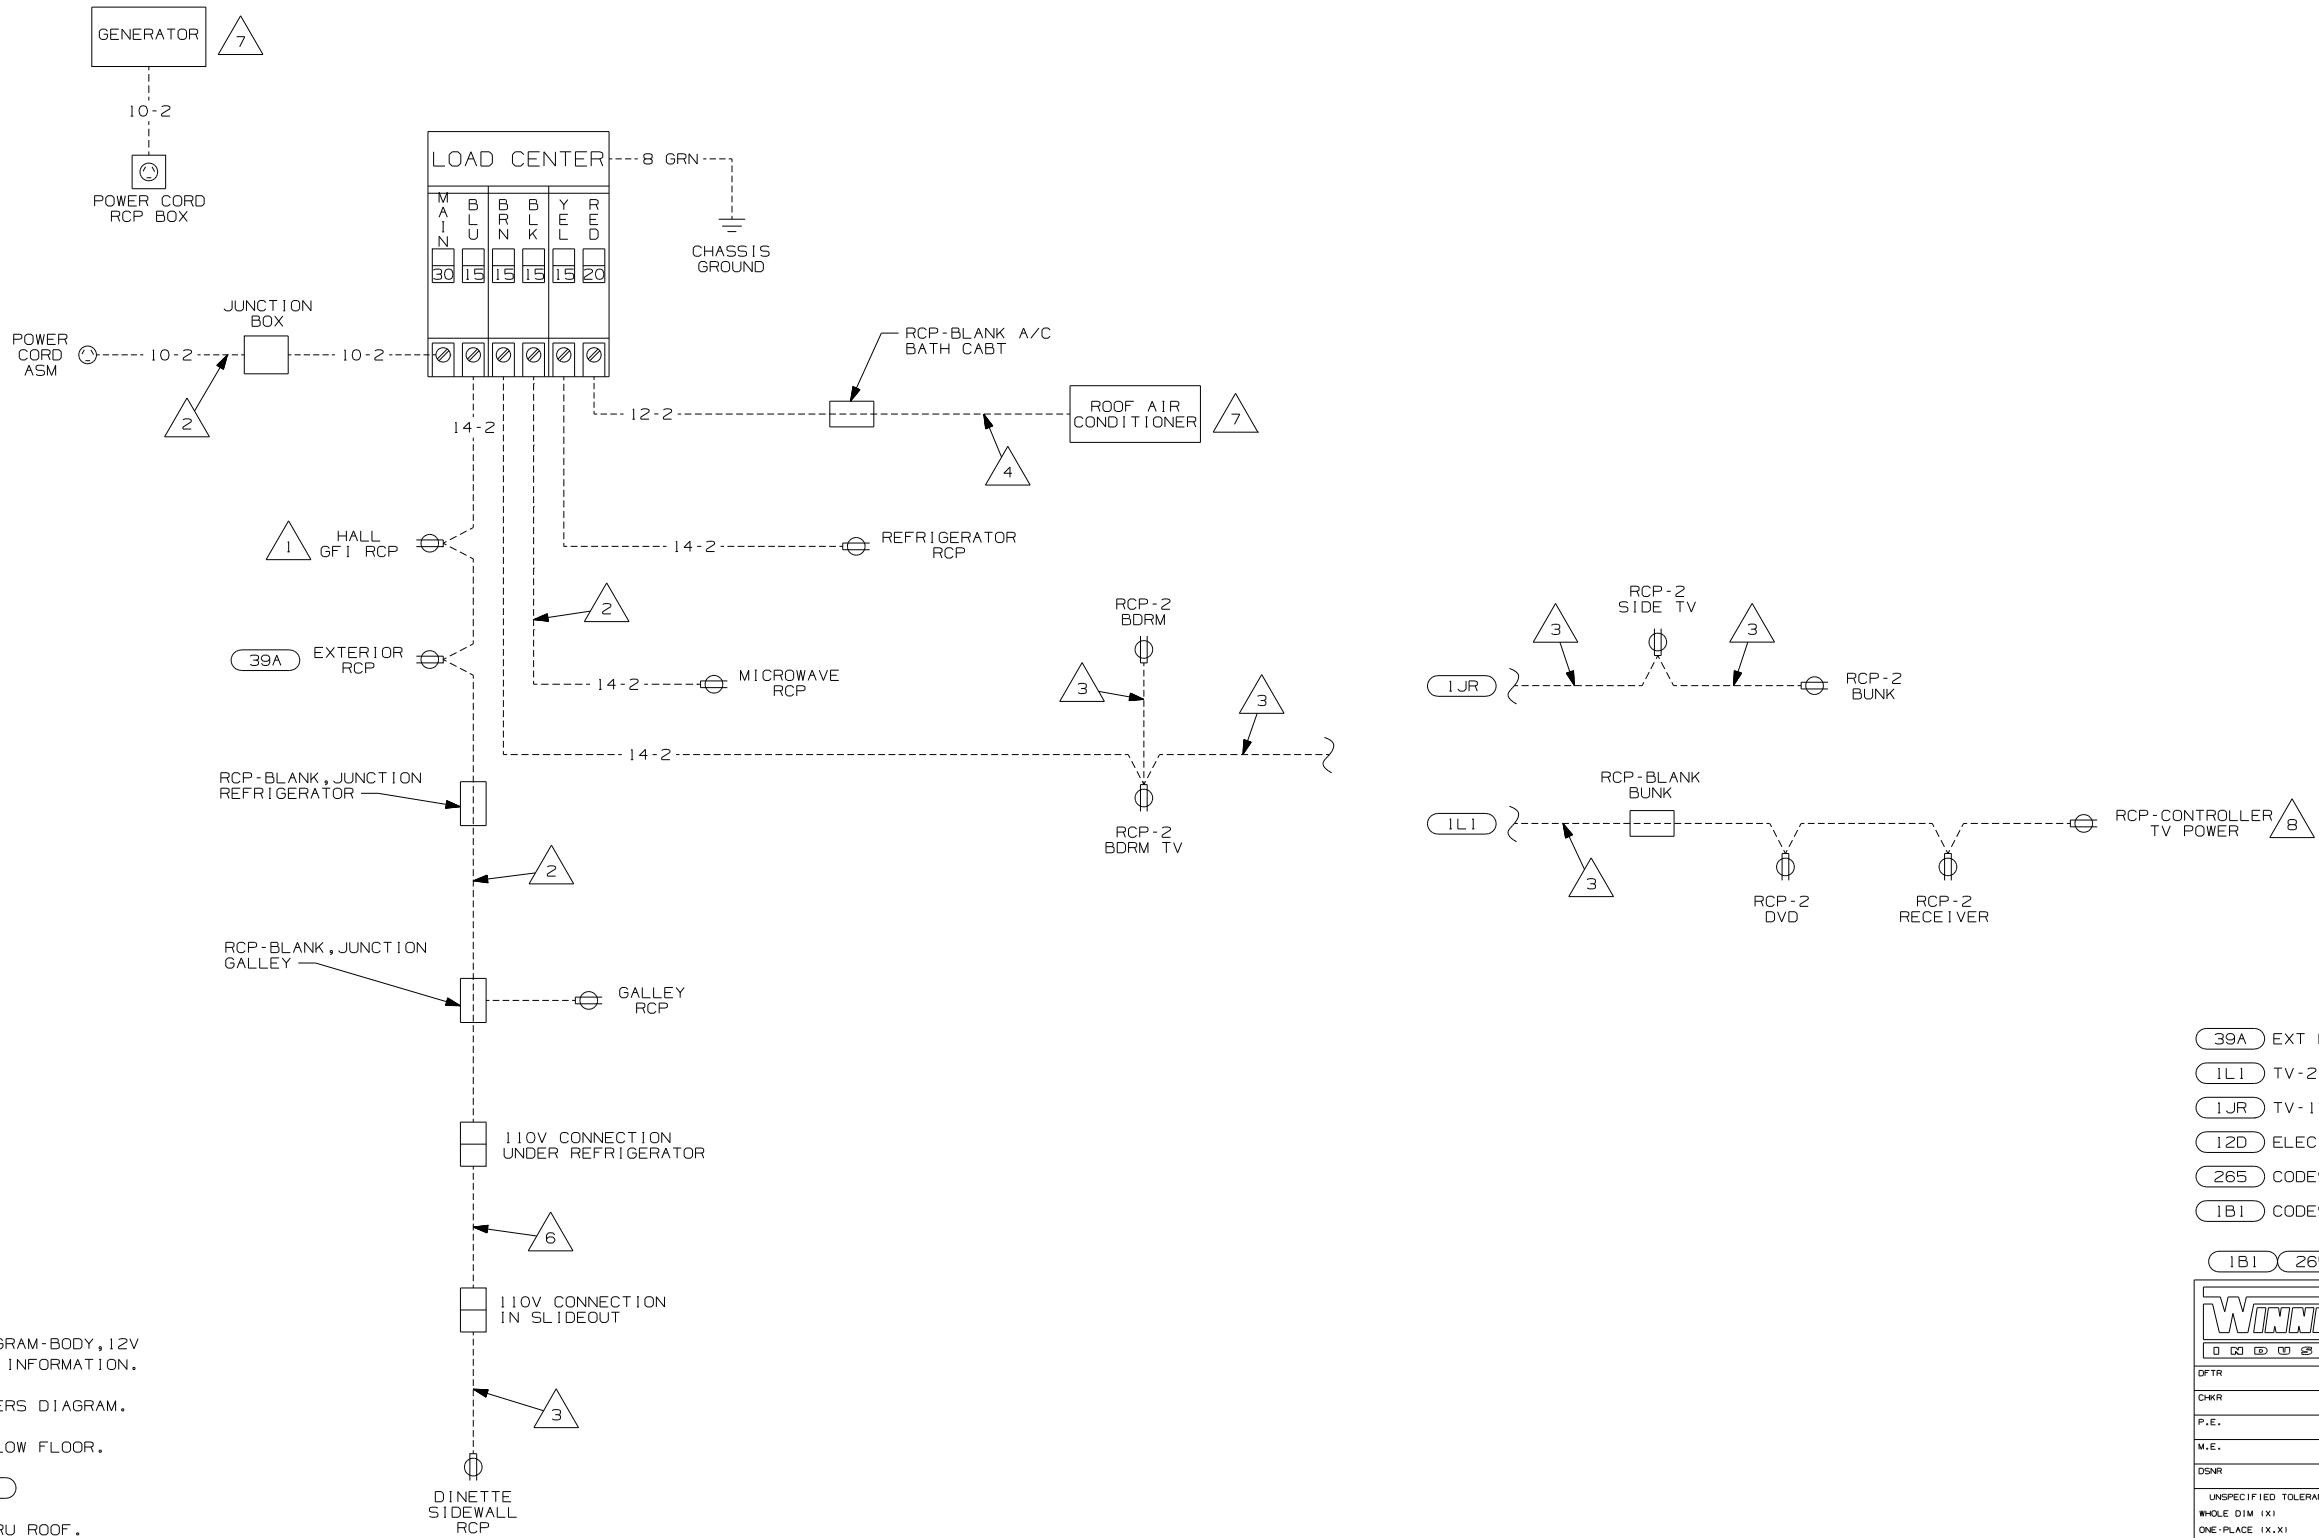 GENERATOR
7
10-2
POWER CORD
RCP BOX
LOAD CENTER
8 GRN
MAIN
BLU
BRN
BLK
YEL
RED
30
15
15
15
15
20
CHASSIS
GROUND
JUNCTION
BOX
POWER
CORD
ASM
10-2
10-2
2
RCP-BLANK A/C
BATH CABT
14-2
12-2
ROOF AIR
CONDITIONER
7
4
1
HALL
GFI RCP
14-2
REFRIGERATOR
RCP
2
RCP-2
BDRM
RCP-2
SIDE TV
3
3
39A
EXTERIOR
RCP
14-2
MICROWAVE
RCP
3
3
1JR
RCP-2
BUNK
14-2
RCP-BLANK,JUNCTION
REFRIGERATOR
RCP-BLANK
BUNK
RCP-2
BDRM TV
1L1
RCP-CONTROLLER
TV POWER
8
2
3
RCP-2
DVD
RCP-2
RECEIVER
RCP-BLANK,JUNCTION
GALLEY
GALLEY
RCP
39A EXT
1L1 TV-2
1JR TV-1
12D ELEC
265 CODE
1B1 CODE
110V CONNECTION
UNDER REFRIGERATOR
6
1B1 26
110V CONNECTION
IN SLIDEOUT
3
DINETTE
SIDEWALL
RCP
GRAM-BODY,12V
INFORMATION.
ERS DIAGRAM.
LOW FLOOR.
RU ROOF.
WINN
INDUS
DFTR
CHKR
P.E.
M.E.
DSNR
UNSPECIFIED TOLERA
WHOLE DIM (X)
ONE-PLACE (X.X)